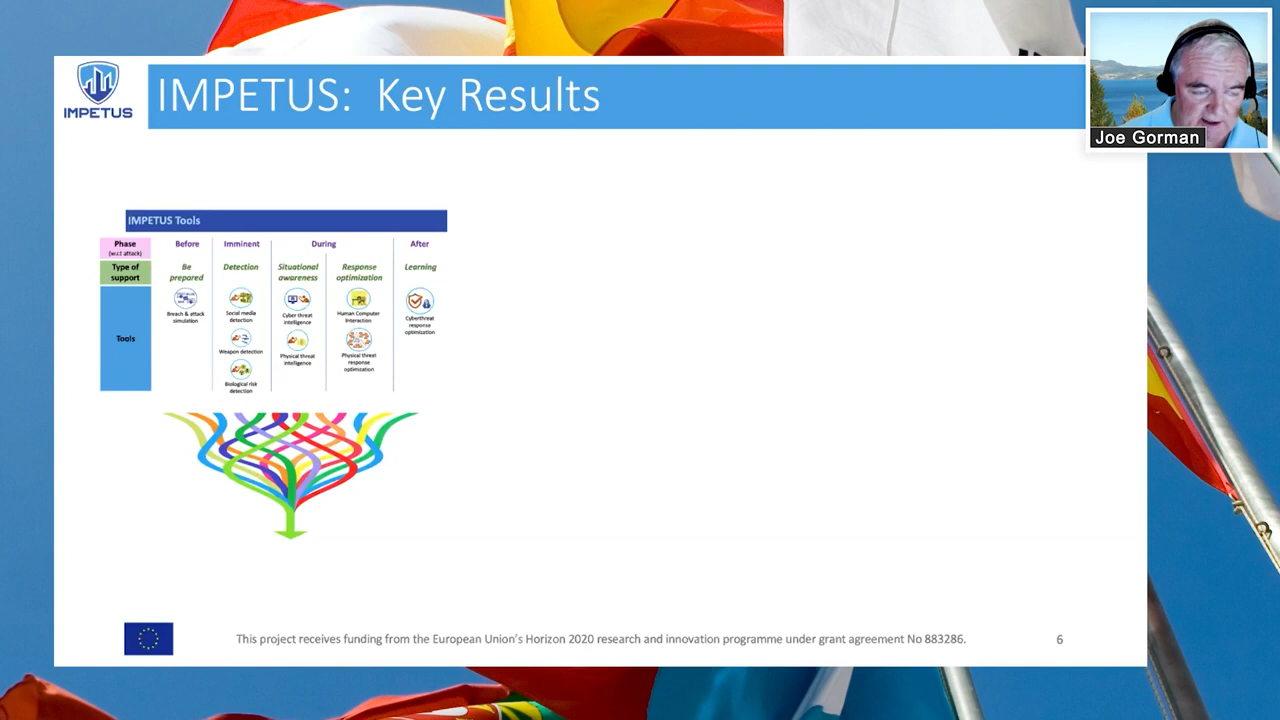 IMPETUS: Key Results
IMPETUS
Joe Gorman
IMPETUS Tools
Phase
(w.r.t attack)
Before
Imminent
During
After
Type of
support
Be
prepared
Detection
Situational
awareness
Response
optimization
Learning
Tools
Breach & attack
simulation
Social media
detection
Weapon detection
Biological risk
detection
Cyber threat
intelligence
Physical threat
intelligence
Human Computer
Interaction
Physical threat
response
optimization
Cyberthreat
response
optimization
This project receives funding from the European Union's Horizon 2020 research and innovation programme under grant agreement No 883286.
6